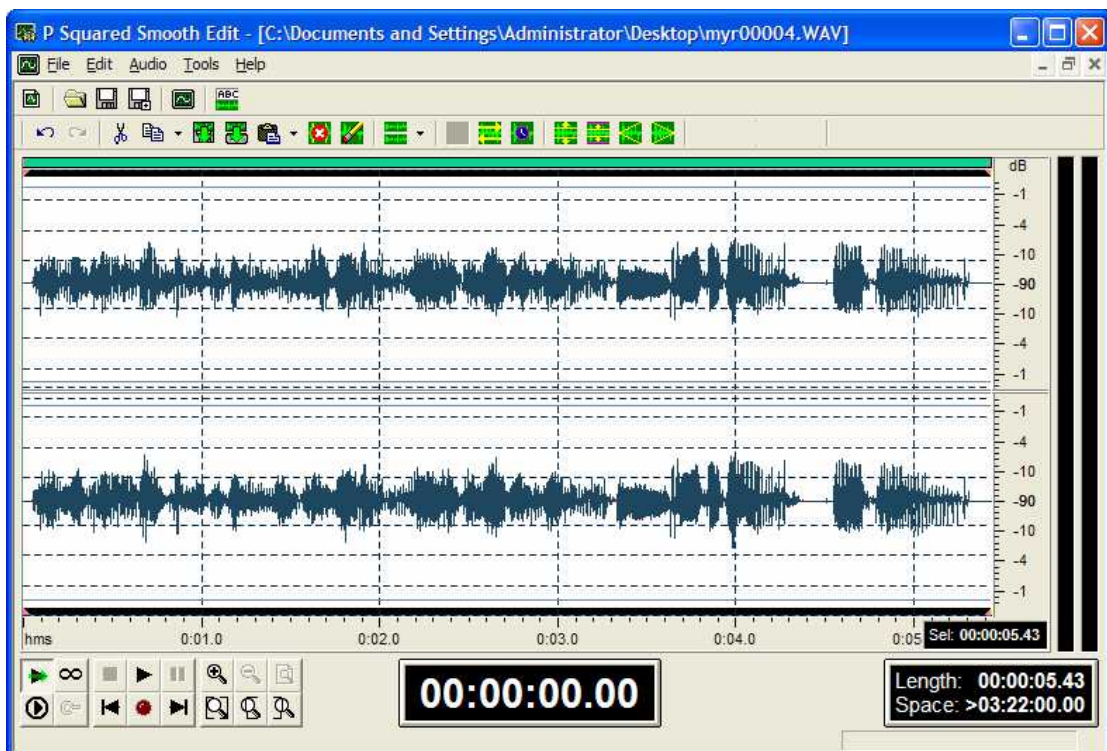 P Squared Smooth Edit - [C:\Documents and Settings\Administrator\Desktop\myr00004.WAV]
File Edit Audio Tools Help
ABC
dB
-1
-4
-10
-90
-10
-4
-1
-1
-4
-10
-90
-10
-4
-1
hms 0:01.0 0:02.0 0:03.0 0:04.0 0:05 Sel: 00:00:05.43
00:00:00.00
Length: 00:00:05.43
Space: >03:22:00.00